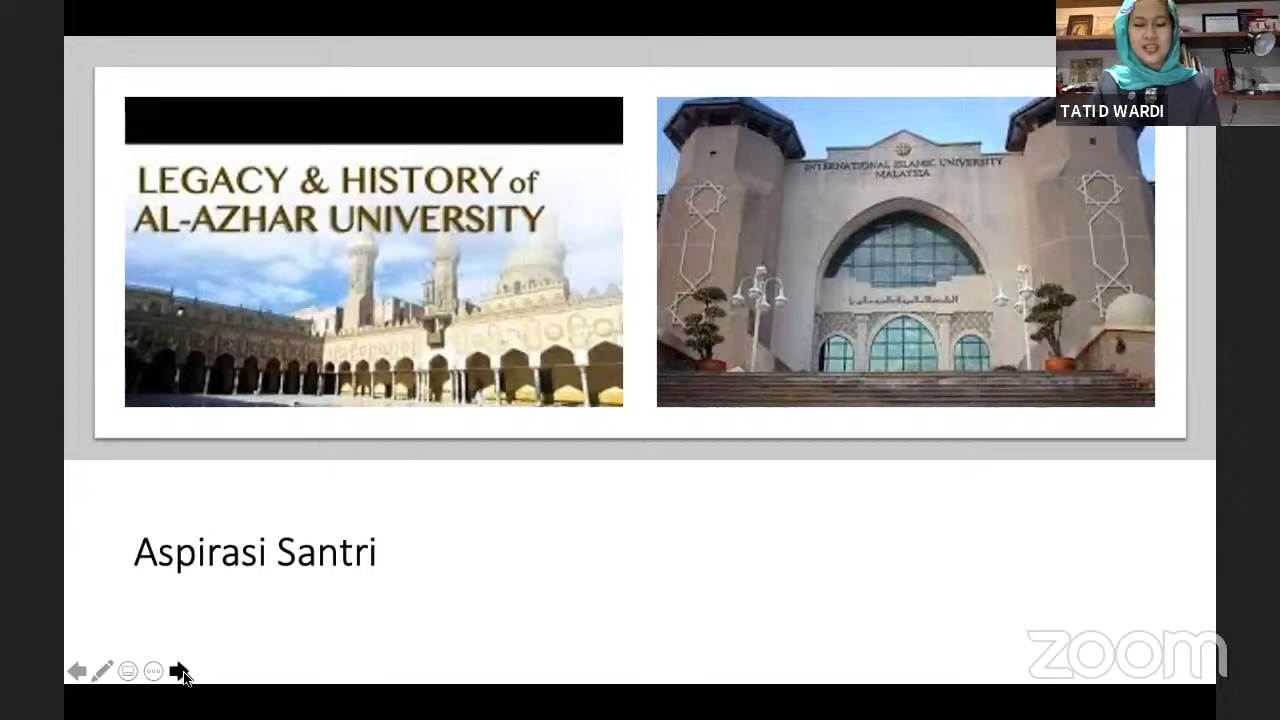 TATI D WARDI
LEGACY & HISTORY of
AL-AZHAR UNIVERSITY
INTERNATIONAL ISLAMIC UNIVERSITY
MALAYSIA
Aspirasi Santri
zoom